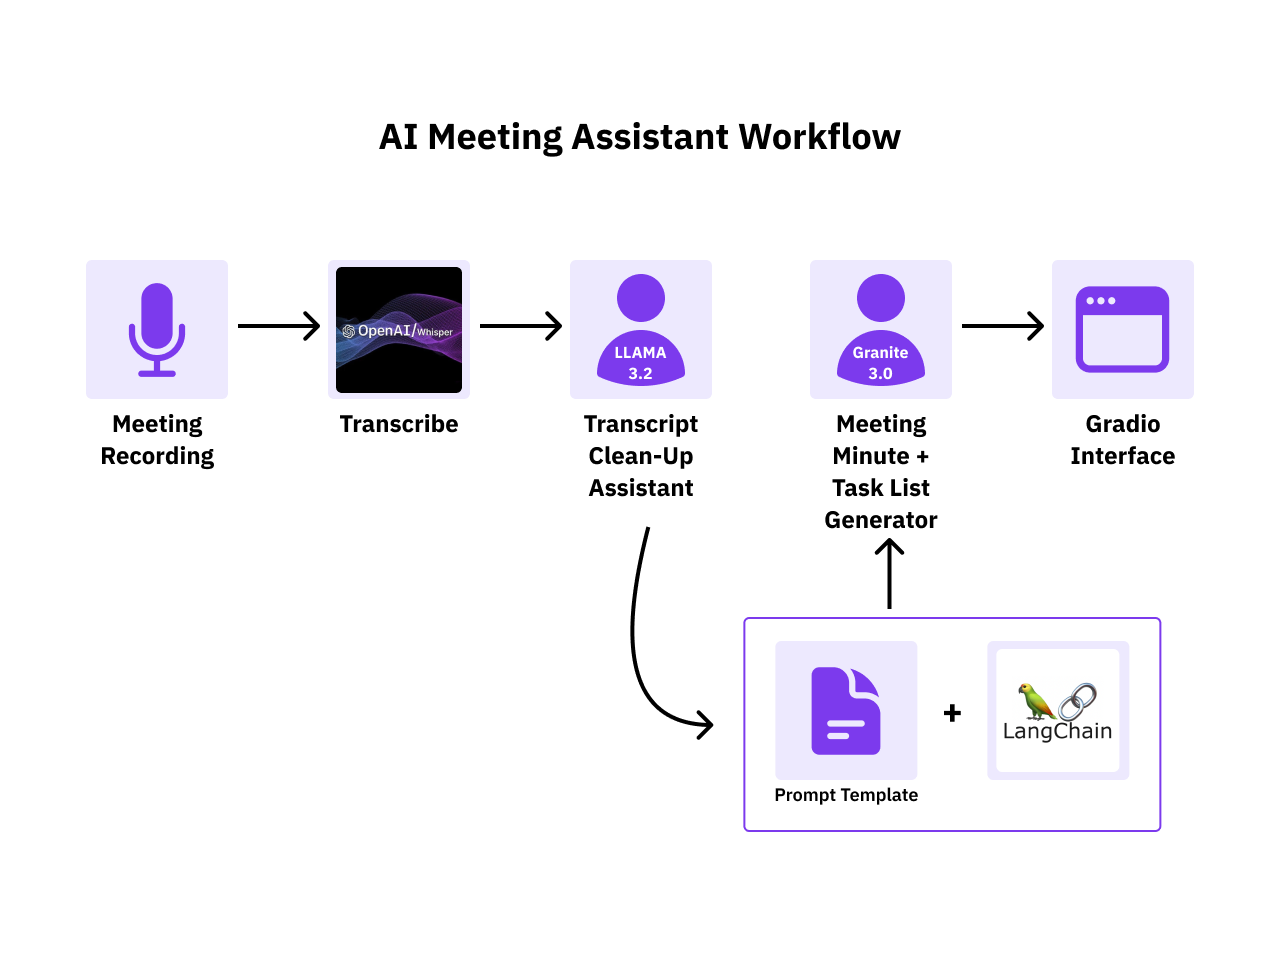 AI Meeting Assistant Workflow
OpenAI/Whisper
LLAMA
3.2
Granite
3.0
Meeting
Recording
Transcribe
Transcript
Clean-Up
Assistant
Meeting
Minute +
Task List
Generator
Gradio
Interface
+
LangChain
Prompt Template